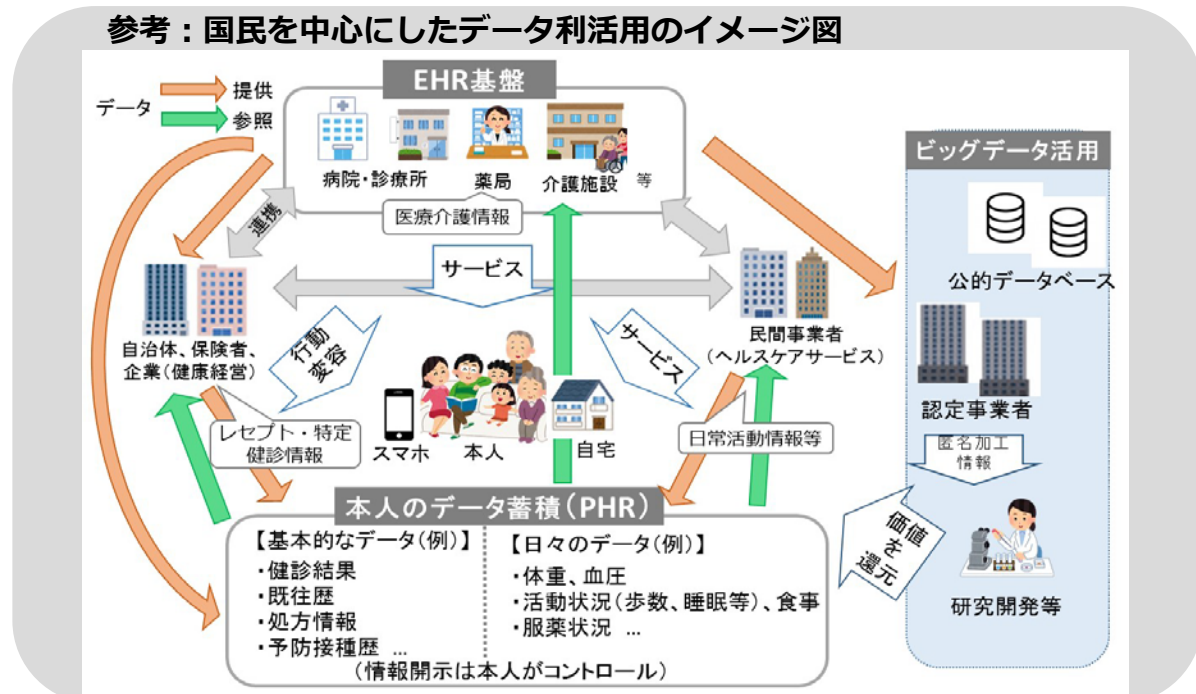 参考：国民を中心にしたデータ利活用のイメージ図
データ
提供
参照
EHR基盤
病院・診療所
薬局
介護施設
等
医療介護情報
連携
サービス
自治体、保険者、
企業(健康経営)
民間事業者
(ヘルスケアサービス)
行動
変容
サービス
レセプト・特定
健診情報
スマホ
本人
自宅
日常活動情報等
本人のデータ蓄積(PHR)
【基本的なデータ(例)】
・健診結果
・既往歴
・処方情報
・予防接種歴 …
【日々のデータ(例)】
・体重、血圧
・活動状況(歩数、睡眠等)、食事
・服薬状況 …
(情報開示は本人がコントロール)
ビッグデータ活用
公的データベース
認定事業者
匿名加工
情報
価値
を
還元
研究開発等